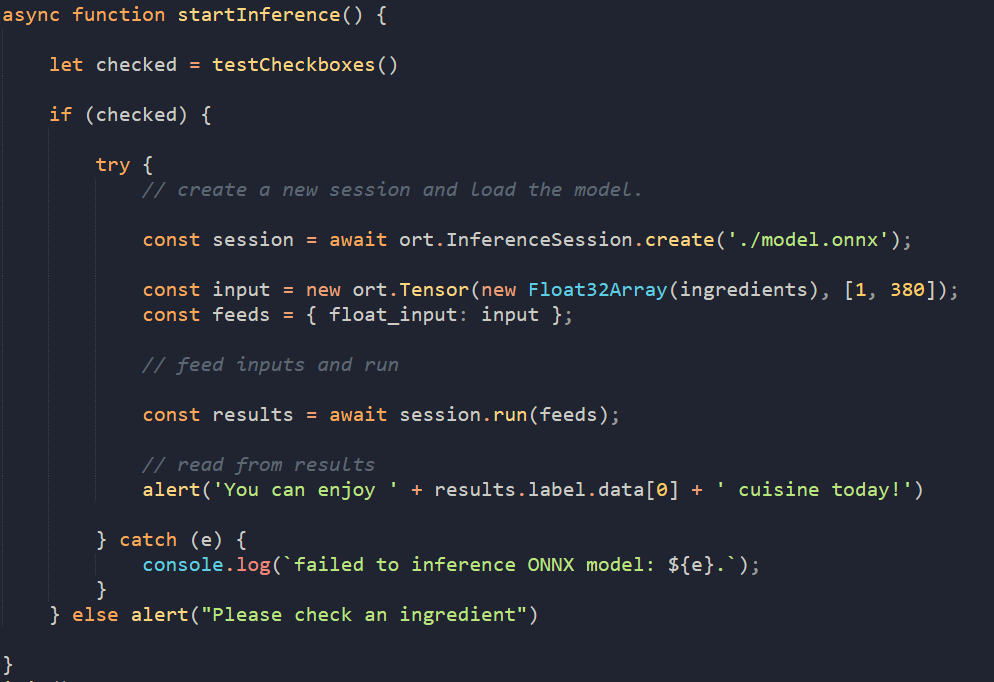 async function startInference() {
let checked = testCheckboxes()
if (checked) {
try {
// create a new session and load the model.
const session = await ort.InferenceSession.create('./model.onnx');
const input = new ort.Tensor(new Float32Array(ingredients), [1, 380]);
const feeds = { float_input: input };
// feed inputs and run
const results = await session.run(feeds);
// read from results
alert('You can enjoy ' + results.label.data[0] + ' cuisine today!')
} catch (e) {
console.log(`failed to inference ONNX model: ${e}.`);
}
} else alert("Please check an ingredient")
}